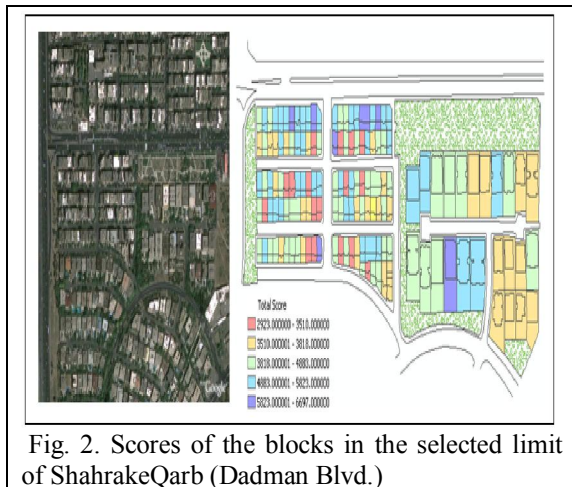 Google
Total Score
2923.000000 - 3510.000000
3510.000001 - 3818.000000
3818.000001 - 4883.000000
4883.000001 - 5823.000000
5823.000001 - 6697.000000
Fig. 2. Scores of the blocks in the selected limit
of ShahrakeQarb (Dadman Blvd.)